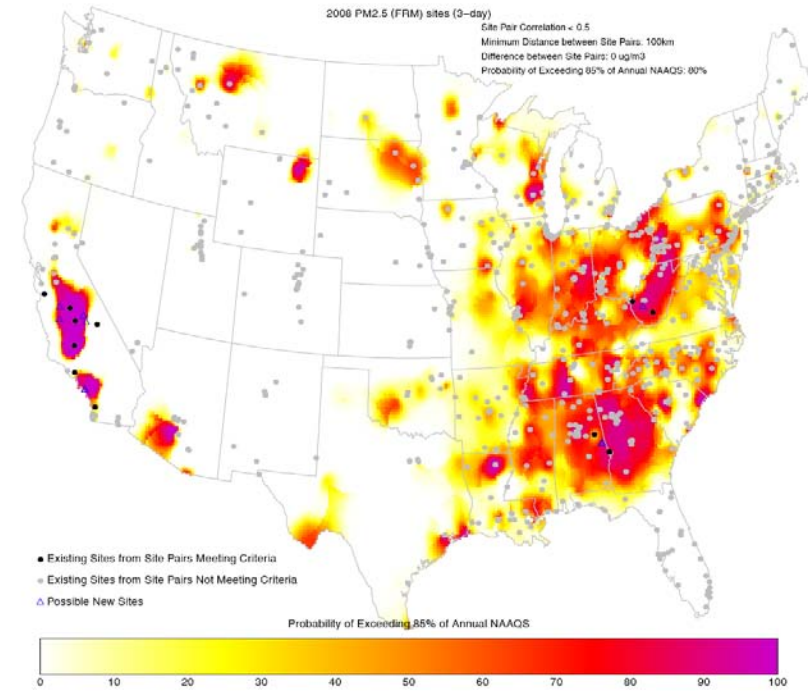 2008 PM2.5 (FRM) sites (3-day)
Site Pair Correlation < 0.5
Minimum Distance between Site Pairs: 100km
Difference between Site Pairs: 0 ug/m3
Probability of Exceeding 85% of Annual NAAQS: 80%
Existing Sites from Site Pairs Meeting Criteria
Existing Sites from Site Pairs Not Meeting Criteria
Possible New Sites
Probability of Exceeding 85% of Annual NAAQS
0 10 20 30 40 50 60 70 80 90 100